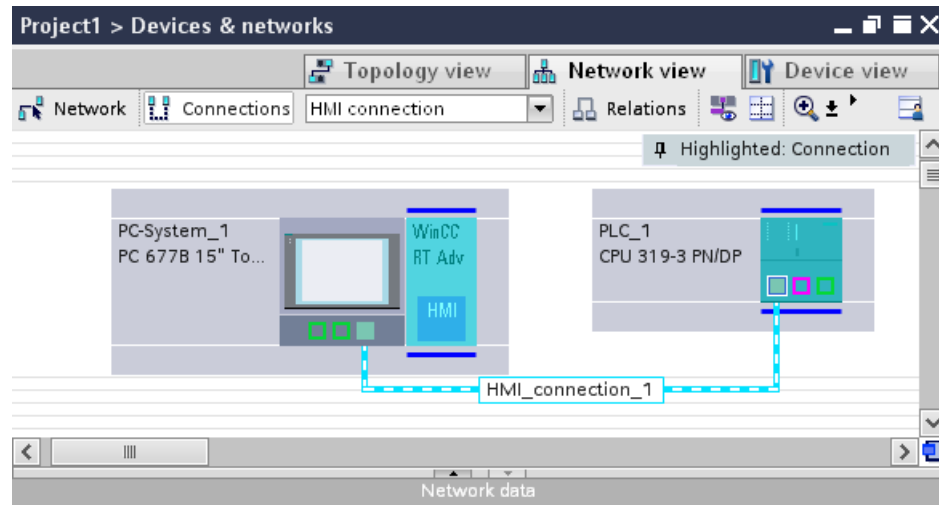 Project1 > Devices & networks
Topology view
Network view
Device view
Network
Connections
HMI connection
Relations
Highlighted: Connection
PC-System_1
PC 677B 15" To...
WinCC
RT Adv
HMI
PLC_1
CPU 319-3 PN/DP
HMI_connection_1
Network data